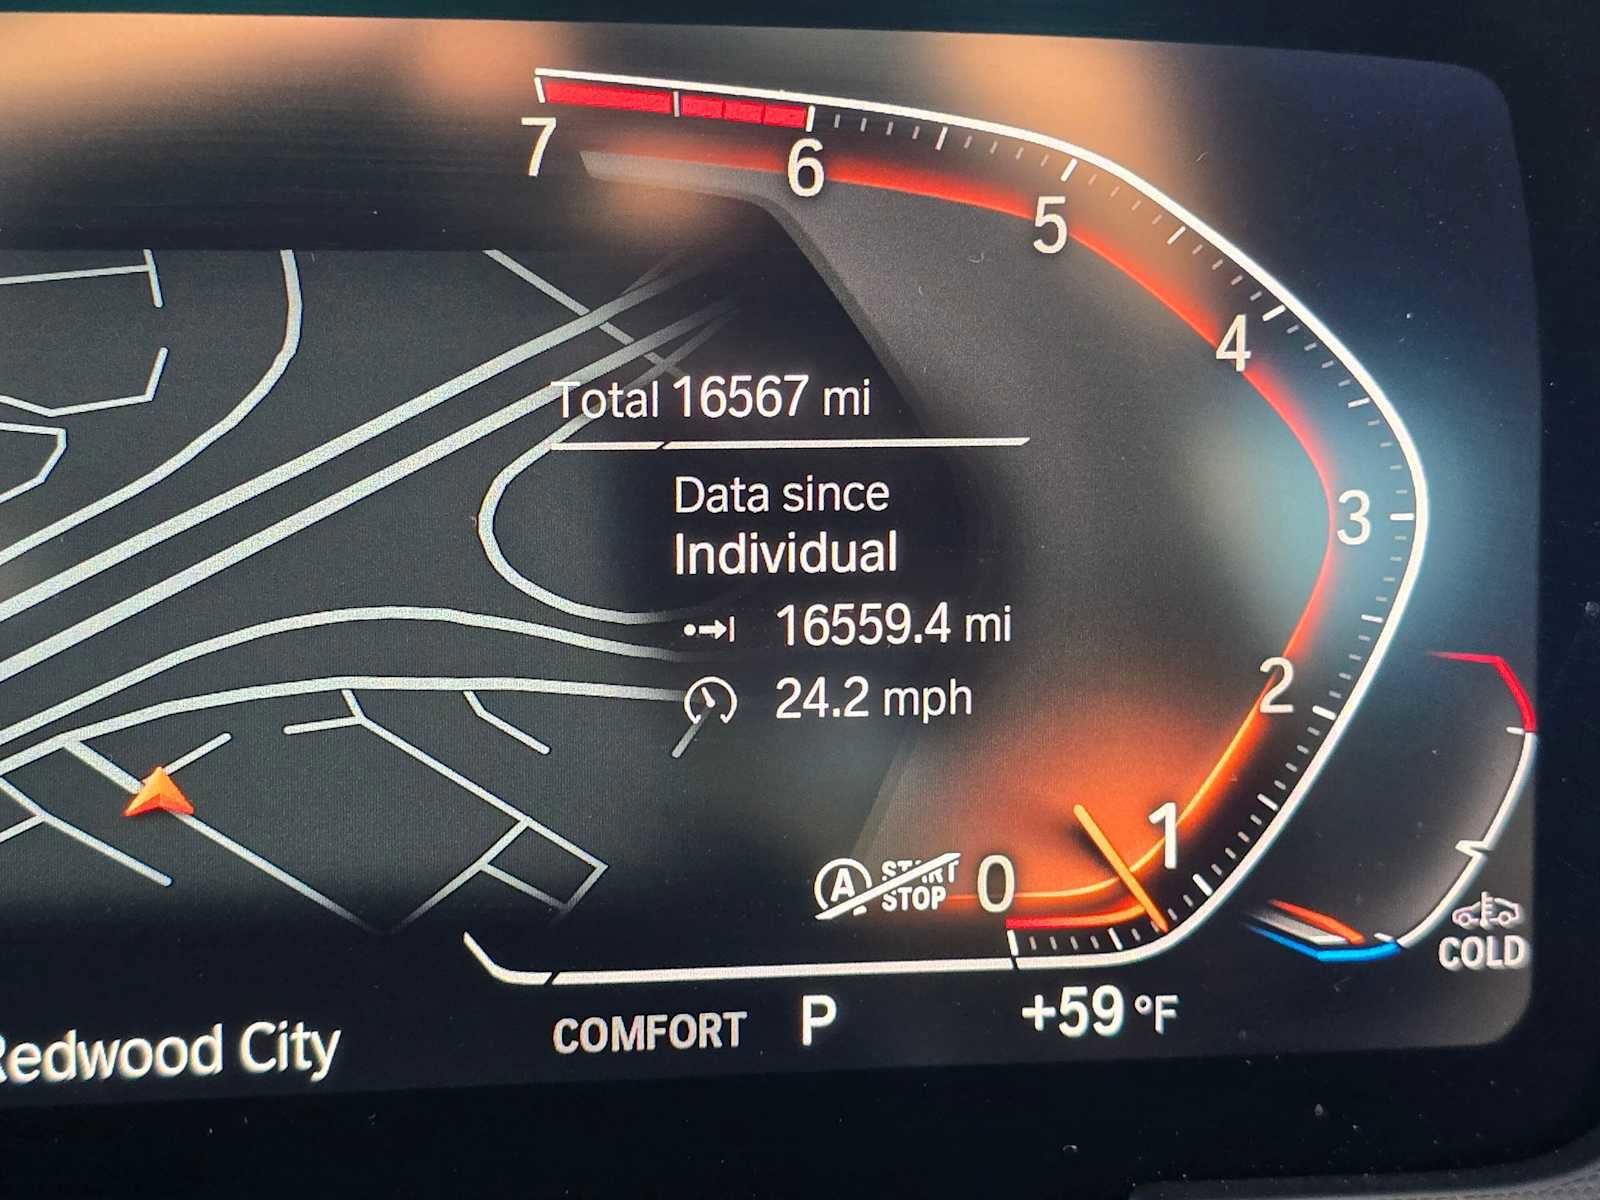 7
6
5
4
3
2
1
0
Total 16567 mi
Data since
Individual
16559.4 mi
24.2 mph
A START
STOP
COLD
COMFORT P +59 °F
Redwood City